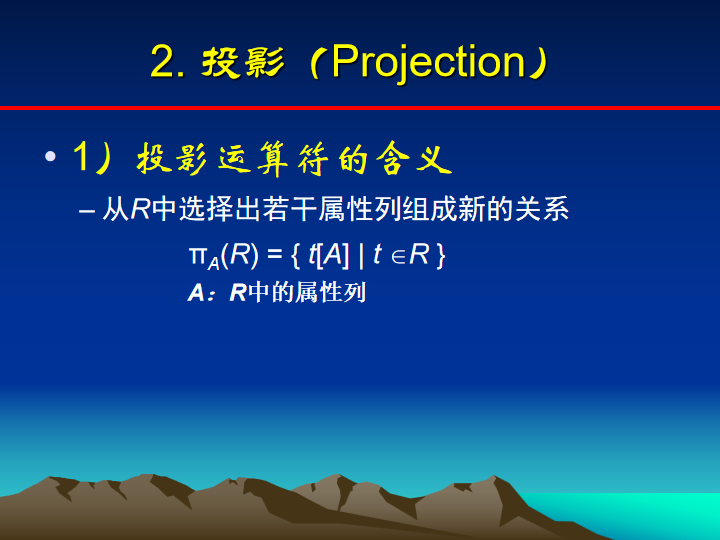 2. 投影（Projection）
• 1）投影运算符的含义
– 从R中选择出若干属性列组成新的关系
πA(R) = { t[A] | t ∈R }
A：R中的属性列